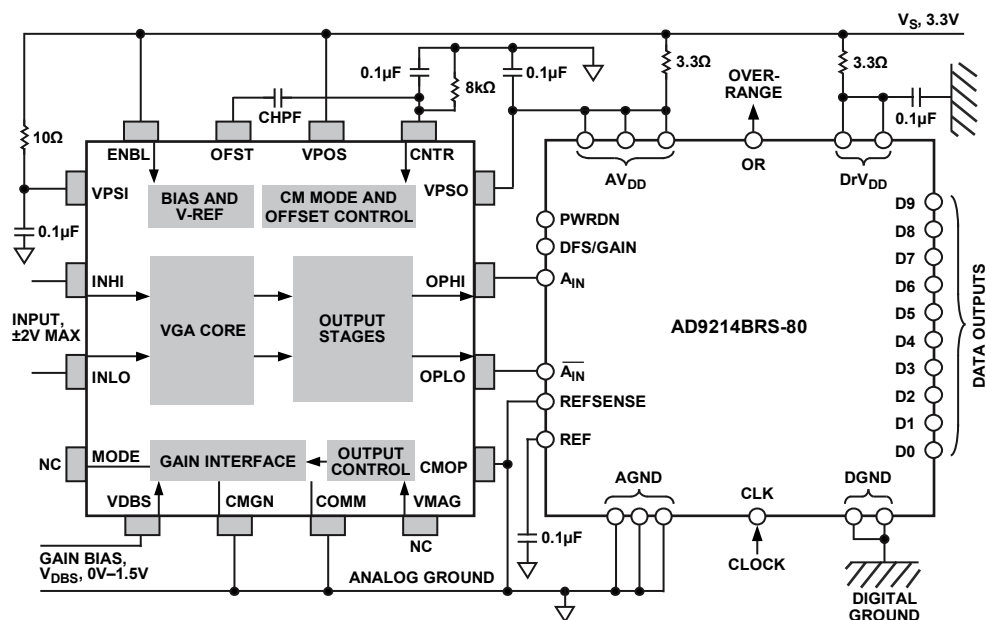 VS, 3.3V
0.1µF
8kΩ
0.1µF
3.3Ω
3.3Ω
OVER-
RANGE
0.1µF
CHPF
10Ω
ENBL
OFST
VPOS
CNTR
AVDD
OR
DrVDD
VPSI
BIAS AND
V-REF
CM MODE AND
OFFSET CONTROL
VPSO
0.1µF
PWRDN
DFS/GAIN
INHI
OPHI
AIN
INPUT,
±2V MAX
VGA CORE
OUTPUT
STAGES
AD9214BRS-80
INLO
OPLO
AIN
REFSENSE
REF
NC
MODE
GAIN INTERFACE
OUTPUT
CONTROL
CMOP
VDBS
CMGN
COMM
VMAG
NC
D9
D8
D7
D6
D5
D4
D3
D2
D1
D0
DATA OUTPUTS
AGND
CLK
DGND
0.1µF
CLOCK
GAIN BIAS,
VDBS, 0V–1.5V
ANALOG GROUND
DIGITAL
GROUND